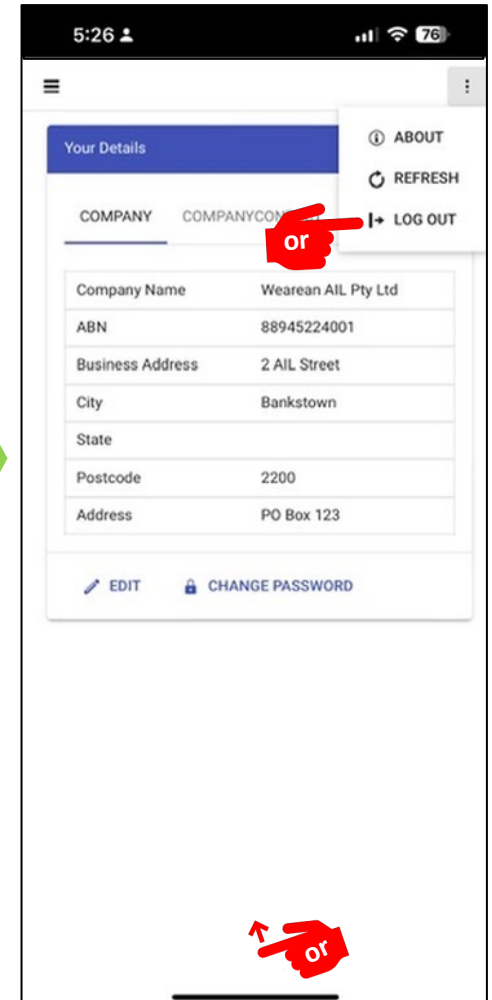 5:26 76
Your Details
ABOUT
REFRESH
LOG OUT
or
COMPANY
Company Name Wearean AIL Pty Ltd
ABN 88945224001
Business Address 2 AIL Street
City Bankstown
State
Postcode 2200
Address PO Box 123
EDIT CHANGE PASSWORD
or